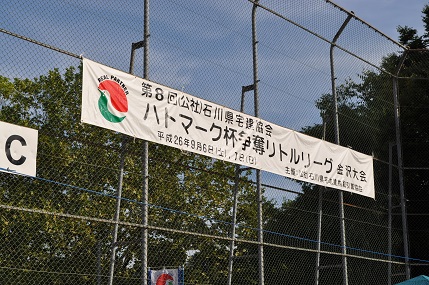 REAL PARTNER
第8回(公社)石川県宅建協会
ハトマーク杯争奪リトルリーグ 金沢大会
平成26年9月6日(土),7日(日)
C